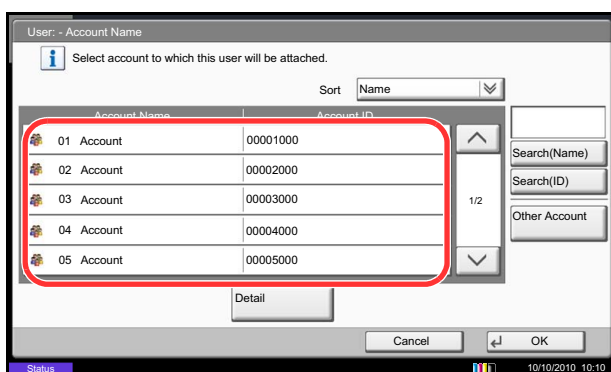 User: - Account Name
Select account to which this user will be attached.
Sort Name
Account Name Account ID
01 Account 00001000
02 Account 00002000
03 Account 00003000
04 Account 00004000
05 Account 00005000
1/2
Search(Name)
Search(ID)
Other Account
Detail
Cancel OK
Status 10/10/2010 10:10